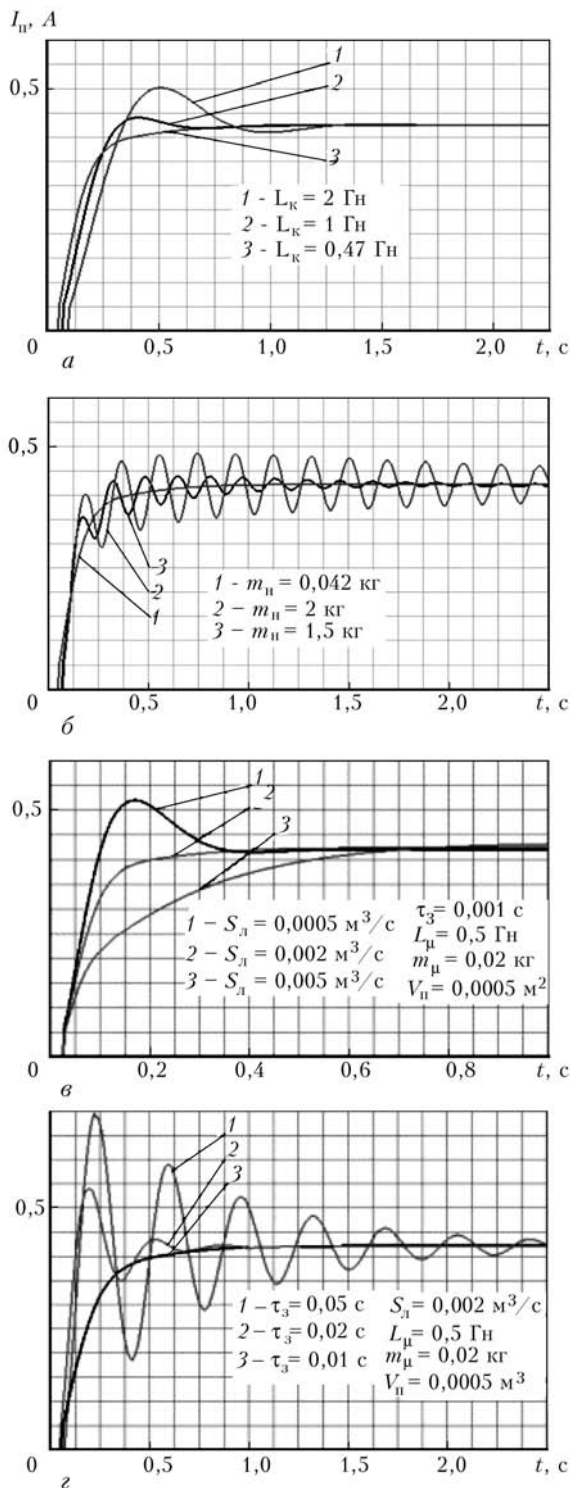 Iп, А
0,5
1
2
3
1 - Lк = 2 Гн
2 - Lк = 1 Гн
3 - Lк = 0,47 Гн
0 0,5 1,0 1,5 2,0 t, с
а
0,5
3
2
1
1 - mн = 0,042 кг
2 – mн = 2 кг
3 – mн = 1,5 кг
0 0,5 1,0 1,5 2,0 t, с
б
0,5
1
2
3
1 – Sл = 0,0005 м³/с
2 – Sл = 0,002 м³/с
3 – Sл = 0,005 м³/с
τз = 0,001 с
Lμ = 0,5 Гн
mμ = 0,02 кг
Vп = 0,0005 м²
0 0,2 0,4 0,6 0,8 t, с
в
0,5
1
2
3
1 – τз = 0,05 с
2 – τз = 0,02 с
3 – τз = 0,01 с
Sл = 0,002 м³/с
Lμ = 0,5 Гн
mμ = 0,02 кг
Vп = 0,0005 м³
0 0,5 1,0 1,5 2,0 t, с
г